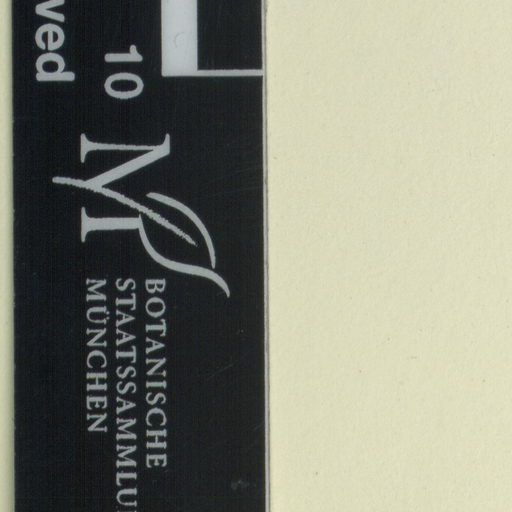 ved
10
M
BOTANISCHE
STAATSSAMMLU
MÜNCHEN